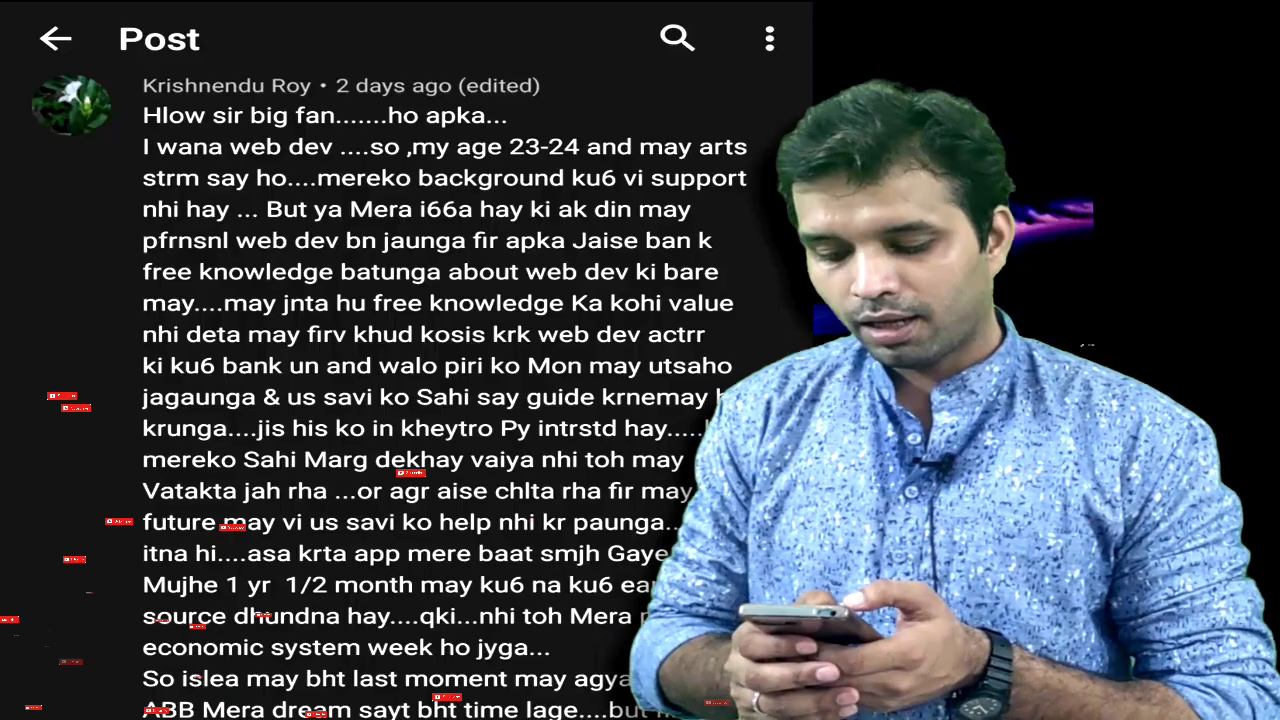 Post
Krishnendu Roy • 2 days ago (edited)
Hlow sir big fan.......ho apka...
I wana web dev ....so ,my age 23-24 and may arts
strm say ho....mereko background ku6 vi support
nhi hay ... But ya Mera i66a hay ki ak din may
pfrnsnl web dev bn jaunga fir apka Jaise ban k
free knowledge batunga about web dev ki bare
may....may jnta hu free knowledge Ka kohi value
nhi deta may firv khud kosis krk web dev actrr
ki ku6 bank un and walo piri ko Mon may utsaho
jagaunga & us savi ko Sahi say guide krnemay
krunga....jis his ko in kheytro Py intrstd hay.....
mereko Sahi Marg dekhay vaiya nhi toh may
Vatakta jah rha ...or agr aise chlta rha fir may
future may vi us savi ko help nhi kr paunga..
itna hi....asa krta app mere baat smjh Gaye
Mujhe 1 yr 1/2 month may ku6 na ku6
source dhundna hay....qki...nhi toh Mera
economic system week ho jyga...
So islea may bht last moment may agya
ABB Mera dream sayt bht time lage....but